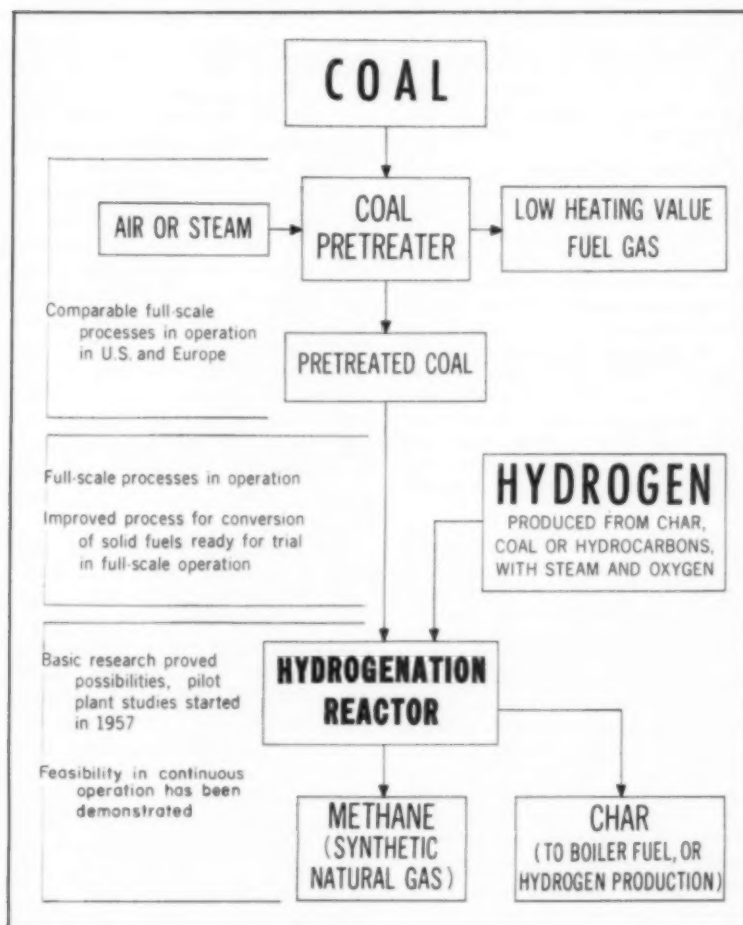 COAL
AIR OR STEAM
COAL
PRETREATER
LOW HEATING VALUE
FUEL GAS
Comparable full-scale
processes in operation
in U.S. and Europe
PRETREATED COAL
Full-scale processes in operation
Improved process for conversion
of solid fuels ready for trial
in full-scale operation
HYDROGEN
PRODUCED FROM CHAR,
COAL OR HYDROCARBONS,
WITH STEAM AND OXYGEN
Basic research proved
possibilities, pilot
plant studies started
in 1957
Feasibility in continuous
operation has been
demonstrated
HYDROGENATION
REACTOR
METHANE
(SYNTHETIC
NATURAL GAS)
CHAR
(TO BOILER FUEL, OR
HYDROGEN PRODUCTION)